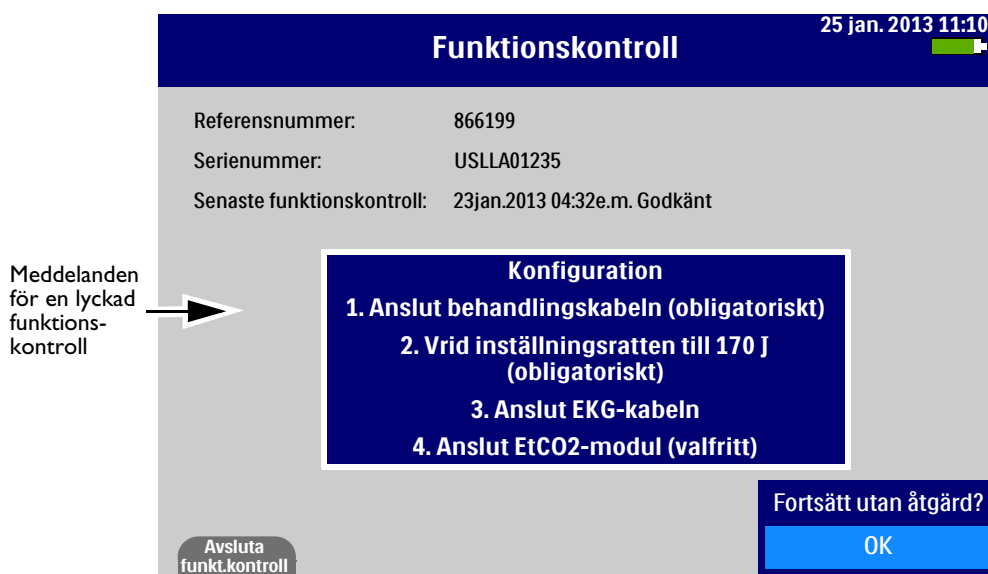 25 jan. 2013 11:10
Funktionskontroll
Referensnummer: 866199
Serienummer: USLLA01235
Senaste funktionskontroll: 23jan.2013 04:32e.m. Godkänt
Meddelanden
för en lyckad
funktions-
kontroll
Konfiguration
1. Anslut behandlingskabeln (obligatoriskt)
2. Vrid inställningsratten till 170 J
(obligatoriskt)
3. Anslut EKG-kabeln
4. Anslut EtCO2-modul (valfritt)
Fortsätt utan åtgärd?
OK
Avsluta
funkt.kontroll